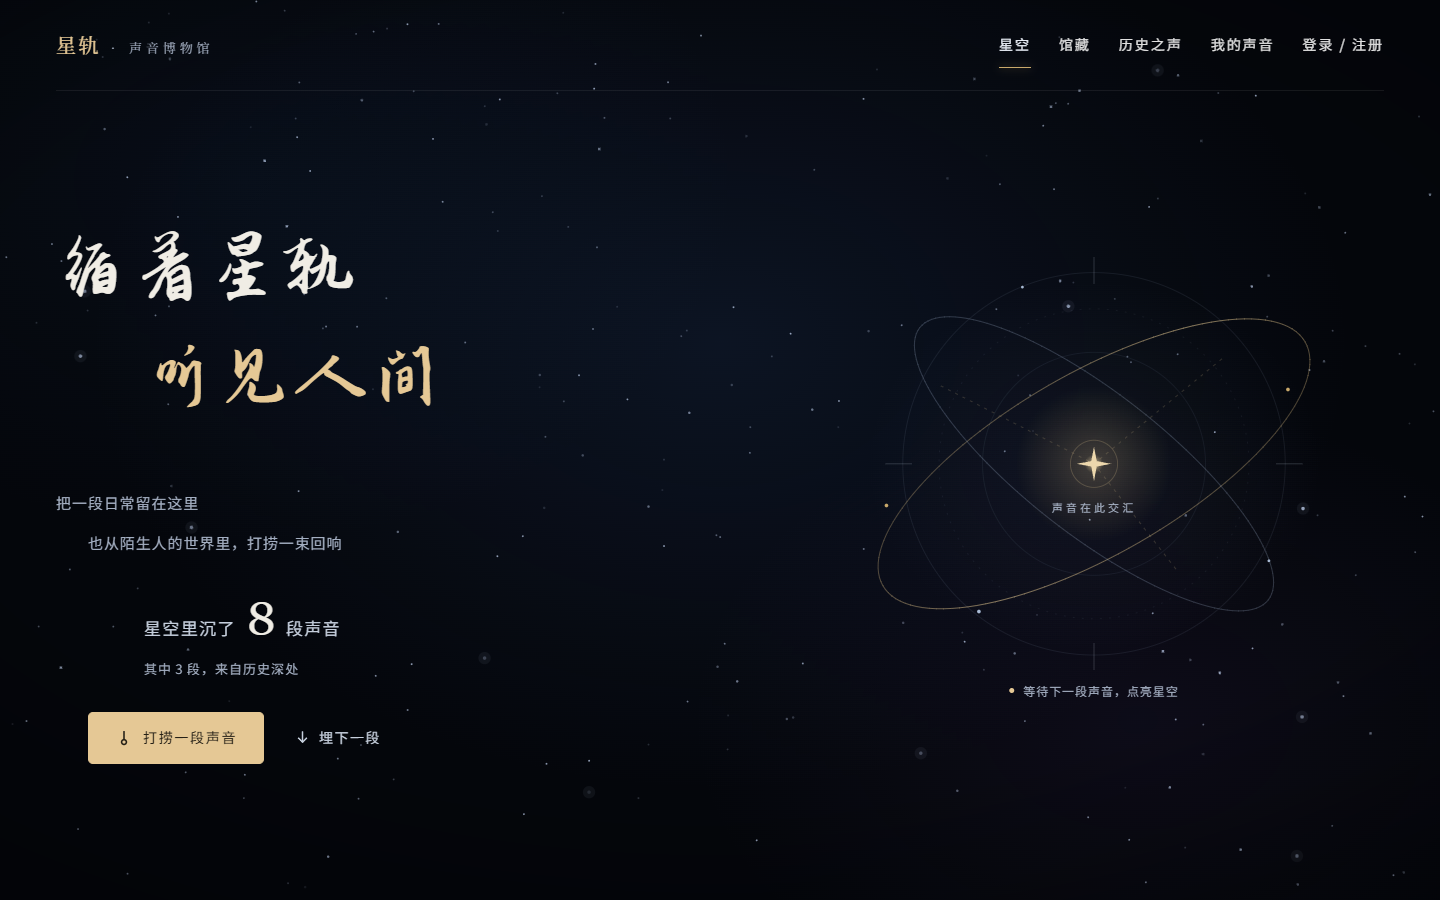 星轨 · 声音博物馆
星空 馆藏 历史之声 我的声音 登录 / 注册
循着星轨
听见人间
把一段日常留在这里
也从陌生人的世界里，打捞一束回响
声音在此交汇
星空里沉了 8 段声音
其中 3 段，来自历史深处
等待下一段声音，点亮星空
打捞一段声音
埋下一段